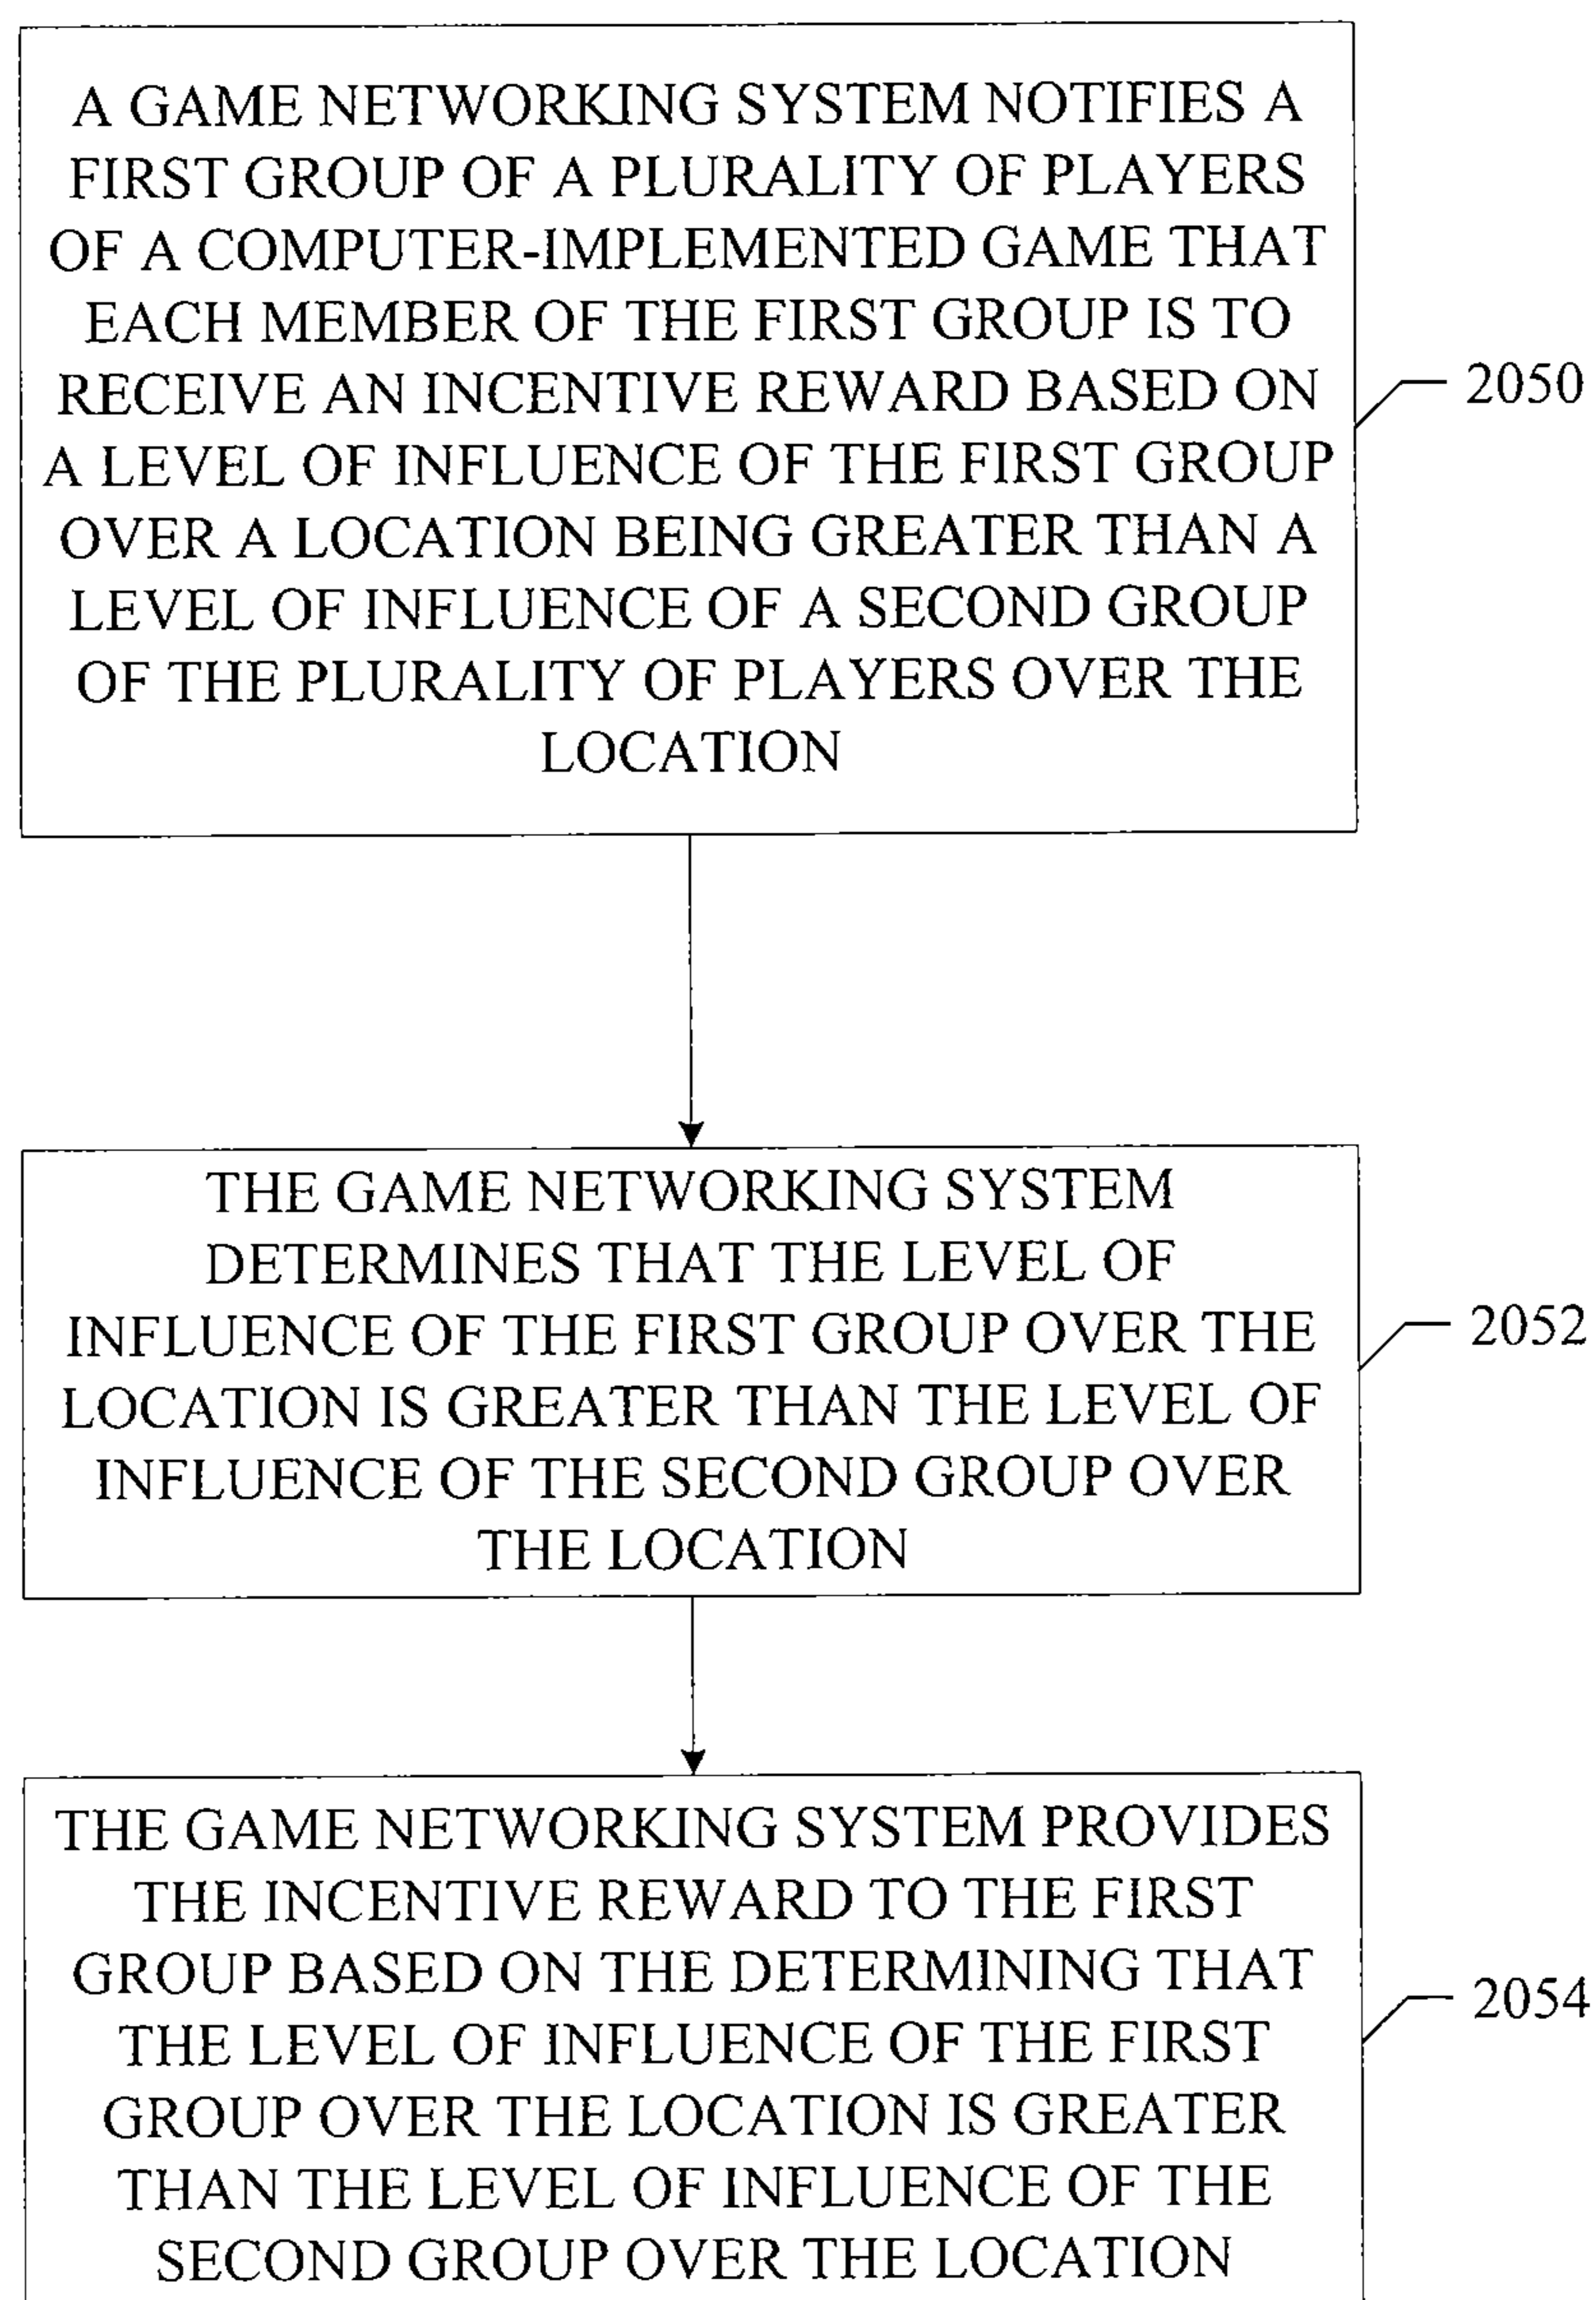 A GAME NETWORKING SYSTEM NOTIFIES A
FIRST GROUP OF A PLURALITY OF PLAYERS
OF A COMPUTER-IMPLEMENTED GAME THAT
EACH MEMBER OF THE FIRST GROUP IS TO
RECEIVE AN INCENTIVE REWARD BASED ON
A LEVEL OF INFLUENCE OF THE FIRST GROUP
OVER A LOCATION BEING GREATER THAN A
LEVEL OF INFLUENCE OF A SECOND GROUP
OF THE PLURALITY OF PLAYERS OVER THE
LOCATION
2050
THE GAME NETWORKING SYSTEM
DETERMINES THAT THE LEVEL OF
INFLUENCE OF THE FIRST GROUP OVER THE
LOCATION IS GREATER THAN THE LEVEL OF
INFLUENCE OF THE SECOND GROUP OVER
THE LOCATION
2052
THE GAME NETWORKING SYSTEM PROVIDES
THE INCENTIVE REWARD TO THE FIRST
GROUP BASED ON THE DETERMINING THAT
THE LEVEL OF INFLUENCE OF THE FIRST
GROUP OVER THE LOCATION IS GREATER
THAN THE LEVEL OF INFLUENCE OF THE
SECOND GROUP OVER THE LOCATION
2054